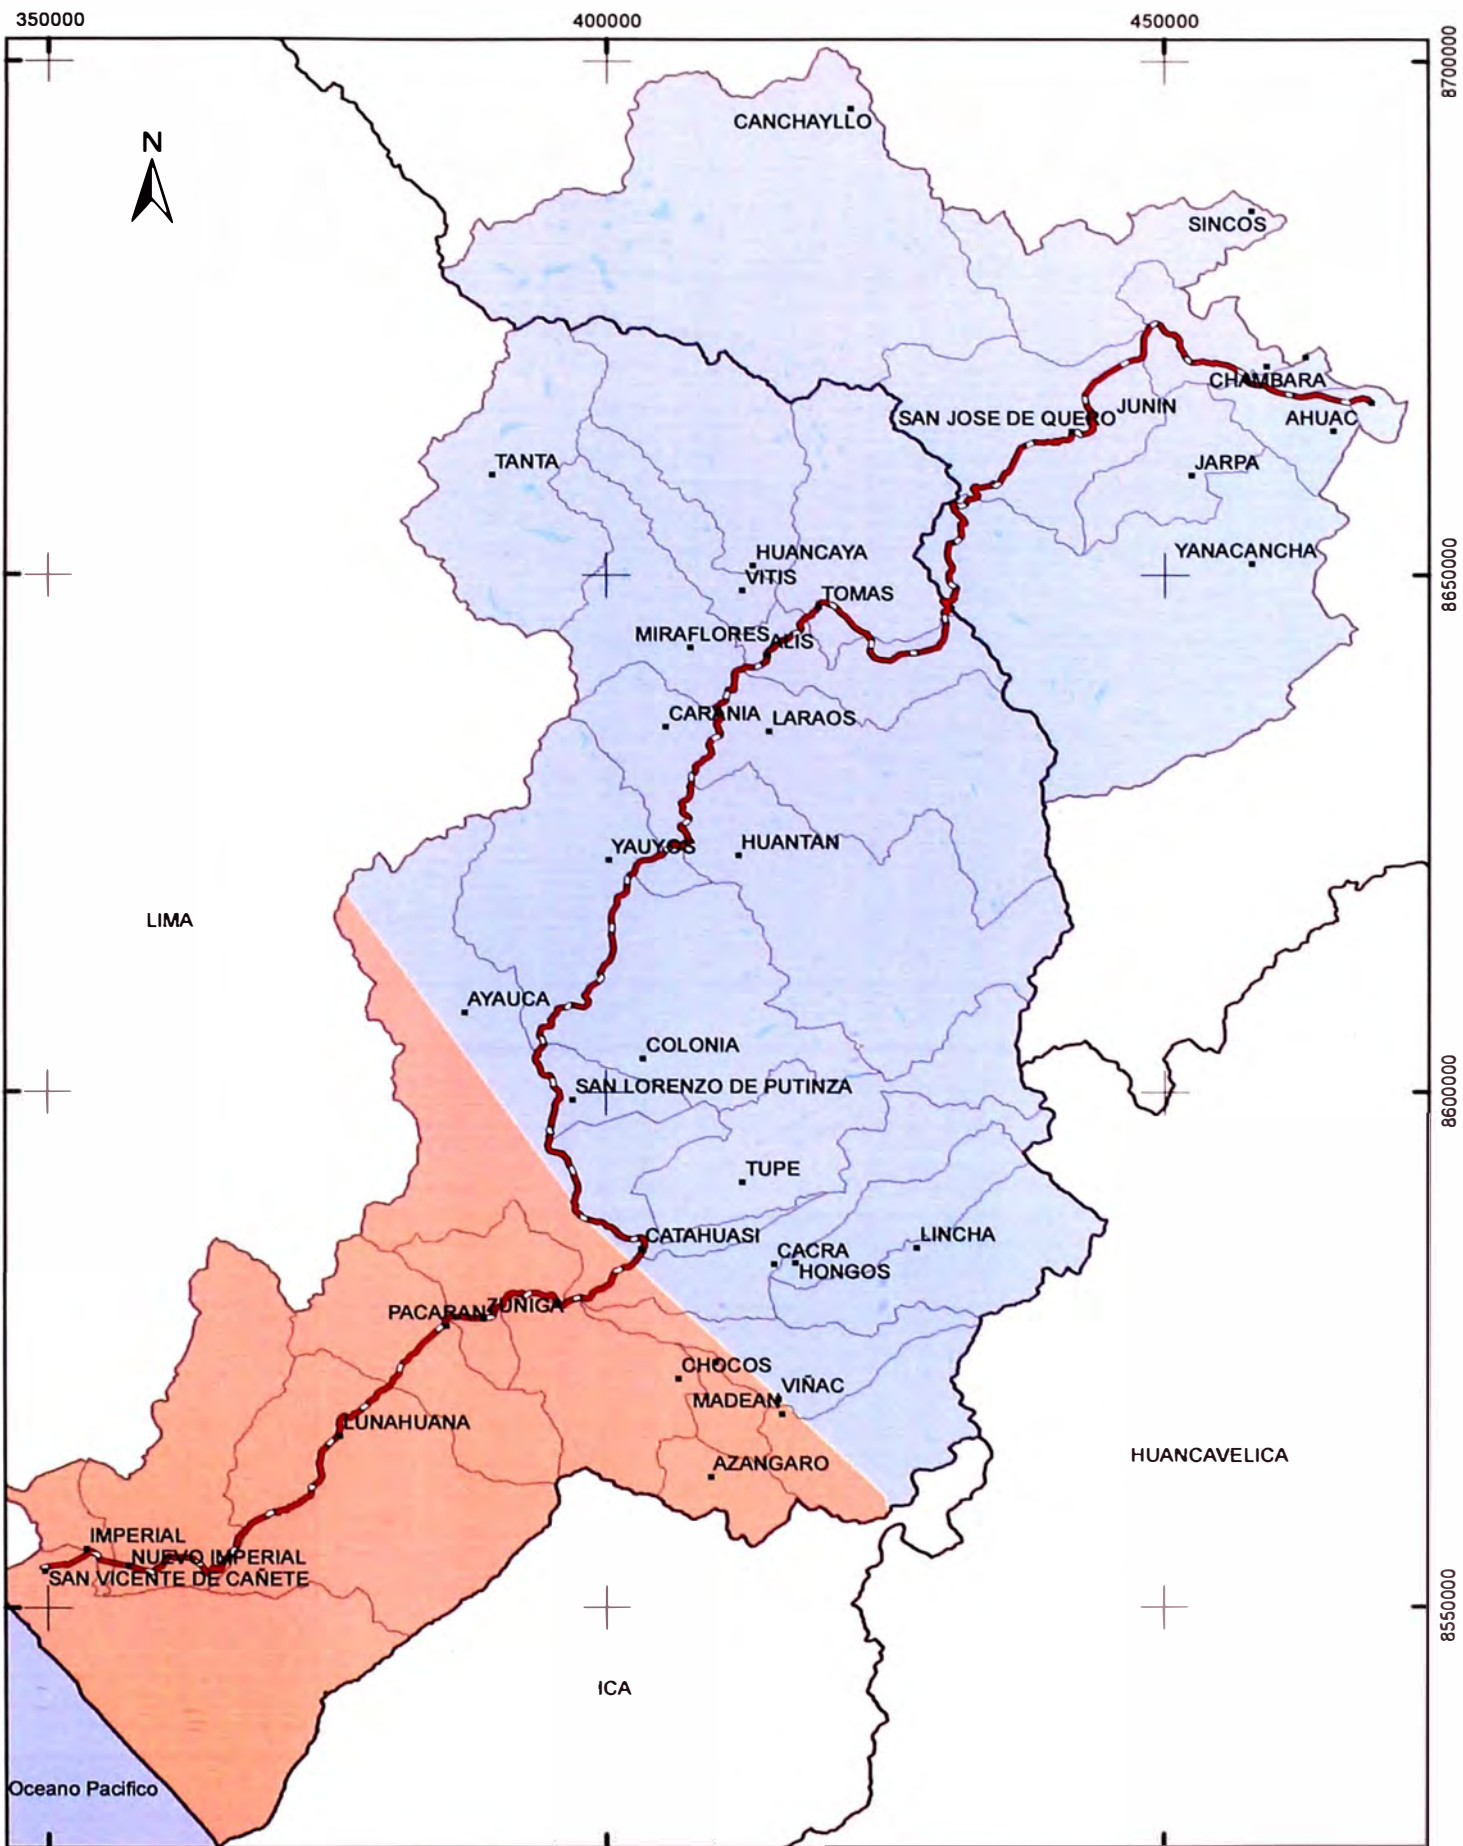 350000
400000
450000
8700000
N
CANCHAYLLO
SINCOS
CHAMBARA
JUNIN
SAN JOSE DE QUERO
AHUAC
TANTA
JARPA
HUANCAYA
YANACANCHA
VITIS
8650000
TOMAS
MIRAFLORES
ALIS
CARANIA
LARAOS
YAUYOS
HUANTAN
LIMA
AYAUCA
COLONIA
SAN LORENZO DE PUTINZA
8600000
TUPE
CATAHUASI
LINCHA
CACRA
HONGOS
PACARAN
ZUÑIGA
CHOCOS
VIÑAC
MADEAN
LUNAHUANA
HUANCAVELICA
AZANGARO
IMPERIAL
NUEVO IMPERIAL
SAN VICENTE DE CAÑETE
8550000
ICA
Oceano Pacifico